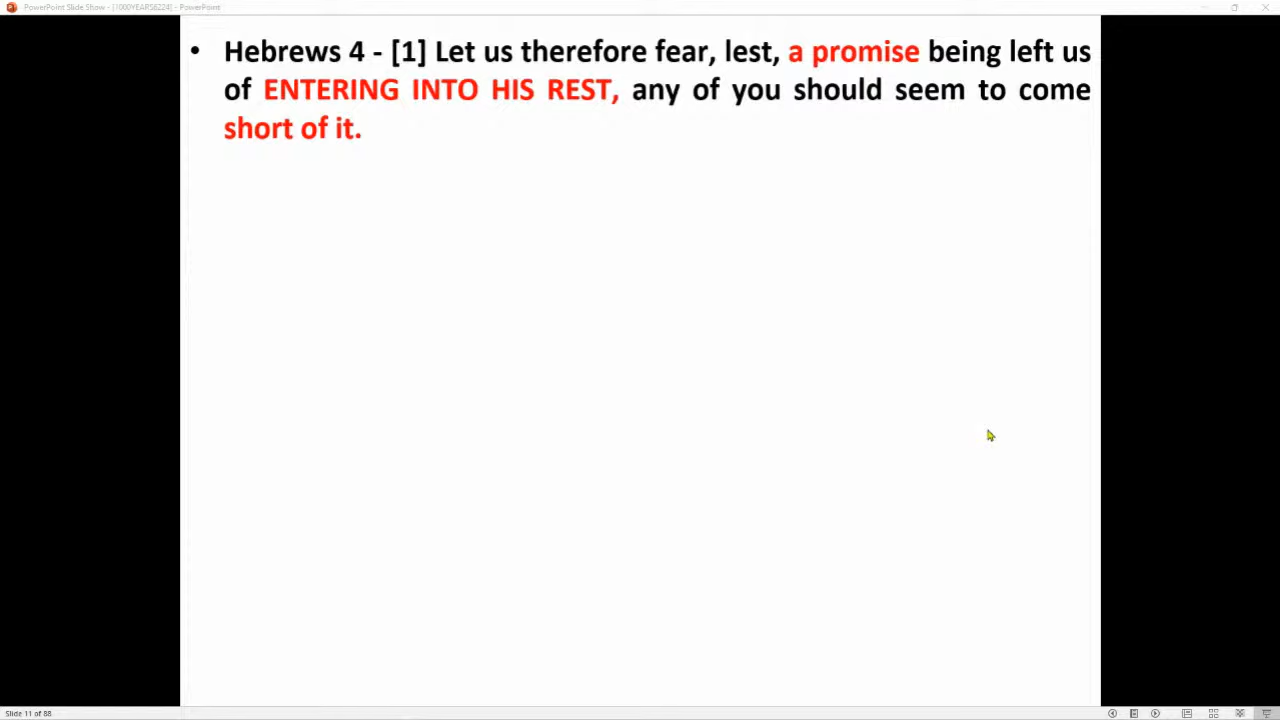 PowerPoint Slide Show - [1000YEARS6224] - PowerPoint
• Hebrews 4 - [1] Let us therefore fear, lest, a promise being left us
of ENTERING INTO HIS REST, any of you should seem to come
short of it.
Slide 11 of 88